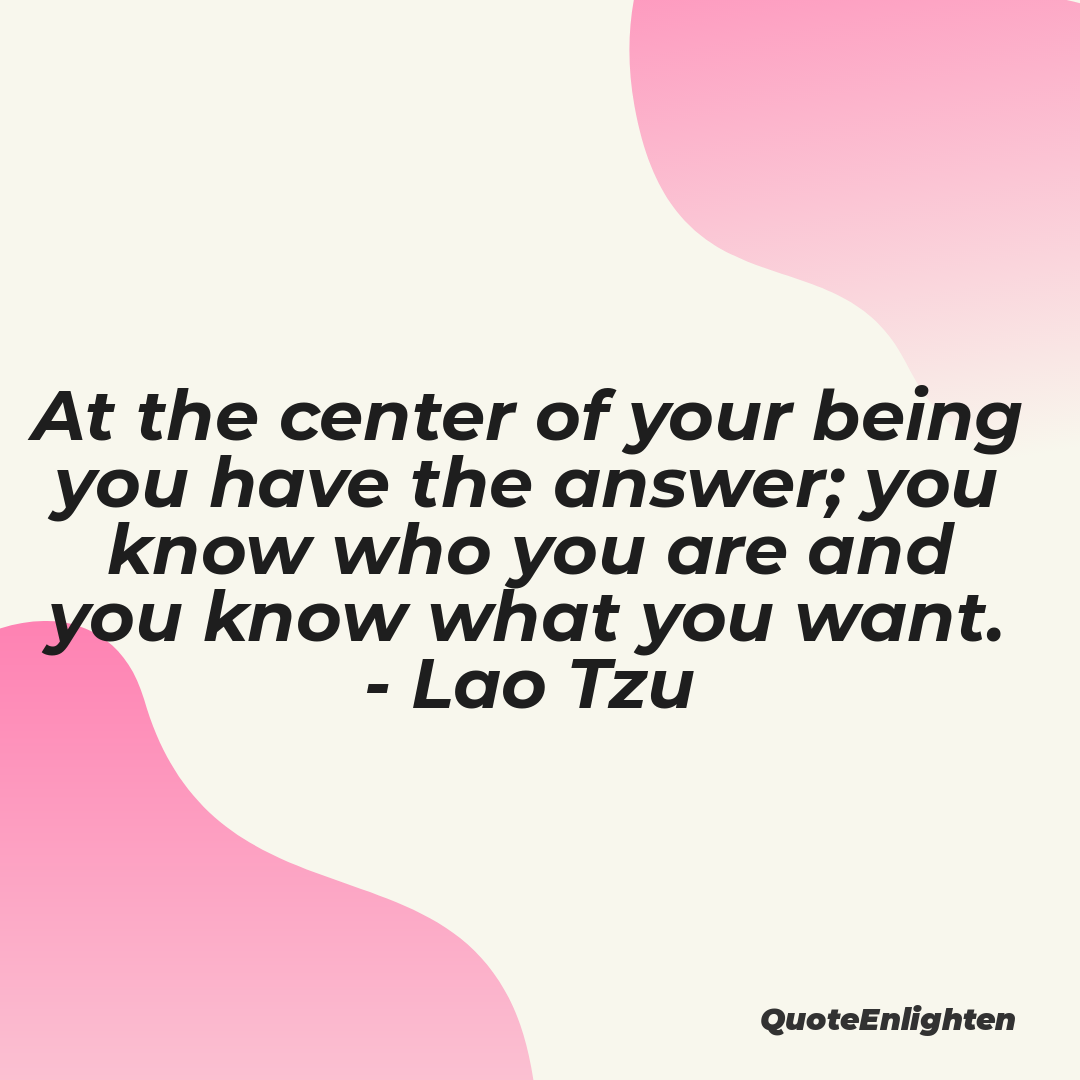 At the center of your being
you have the answer; you
know who you are and
you know what you want.
- Lao Tzu
QuoteEnlighten